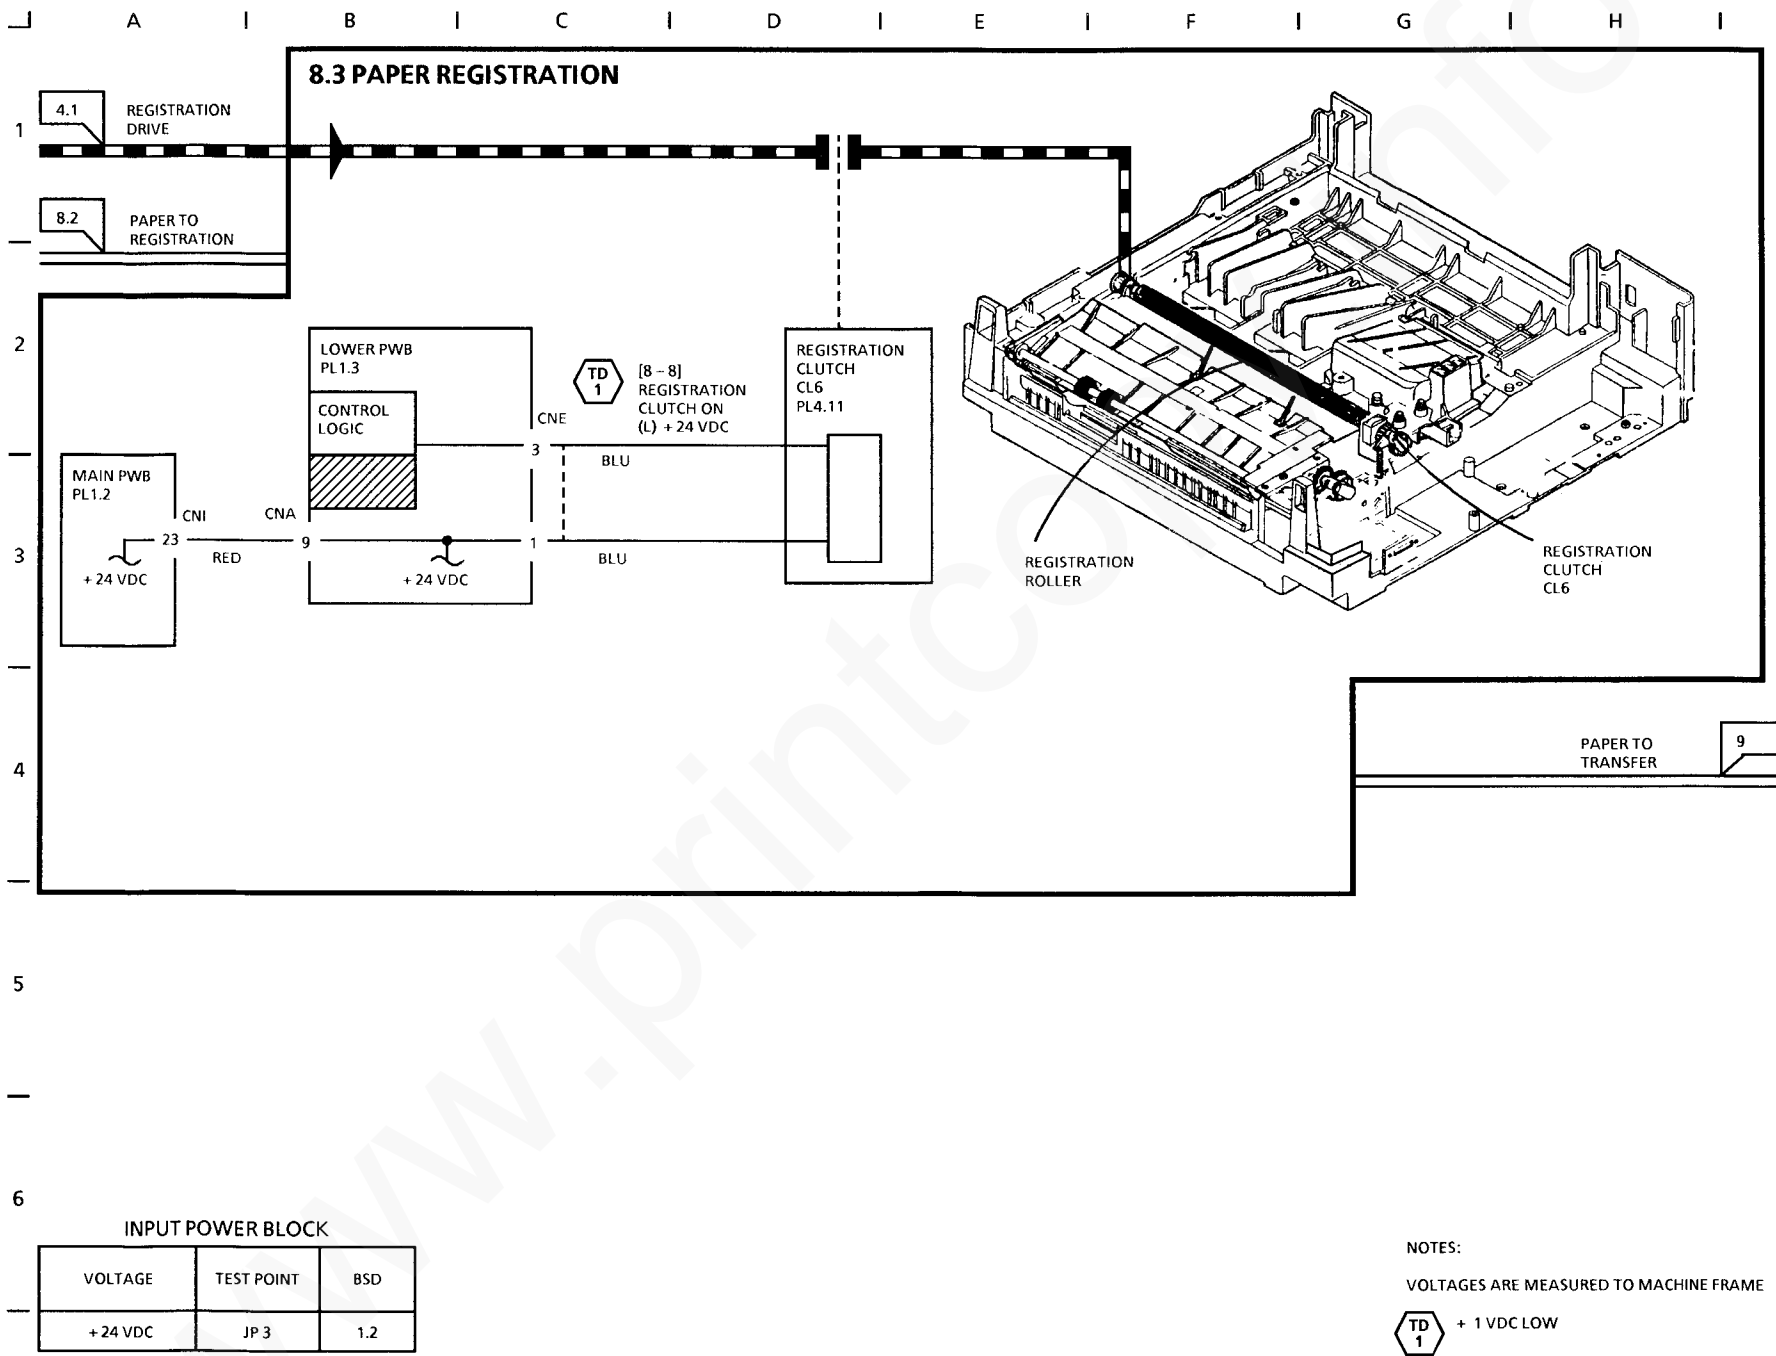 A B C D E F G H
8.3 PAPER REGISTRATION
1
4.1
REGISTRATION
DRIVE
8.2
PAPER TO
REGISTRATION
2
LOWER PWB
PL1.3
CONTROL
LOGIC
TD
1
[8 – 8]
REGISTRATION
CLUTCH ON
(L) + 24 VDC
CNE
3
BLU
REGISTRATION
CLUTCH
CL6
PL4.11
3
MAIN PWB
PL1.2
CNI
23
RED
CNA
9
+ 24 VDC
+ 24 VDC
1
BLU
REGISTRATION
ROLLER
REGISTRATION
CLUTCH
CL6
4
PAPER TO
TRANSFER
9
5
6
INPUT POWER BLOCK
VOLTAGE TEST POINT BSD
+ 24 VDC JP 3 1.2
NOTES:
VOLTAGES ARE MEASURED TO MACHINE FRAME
TD
1
+ 1 VDC LOW